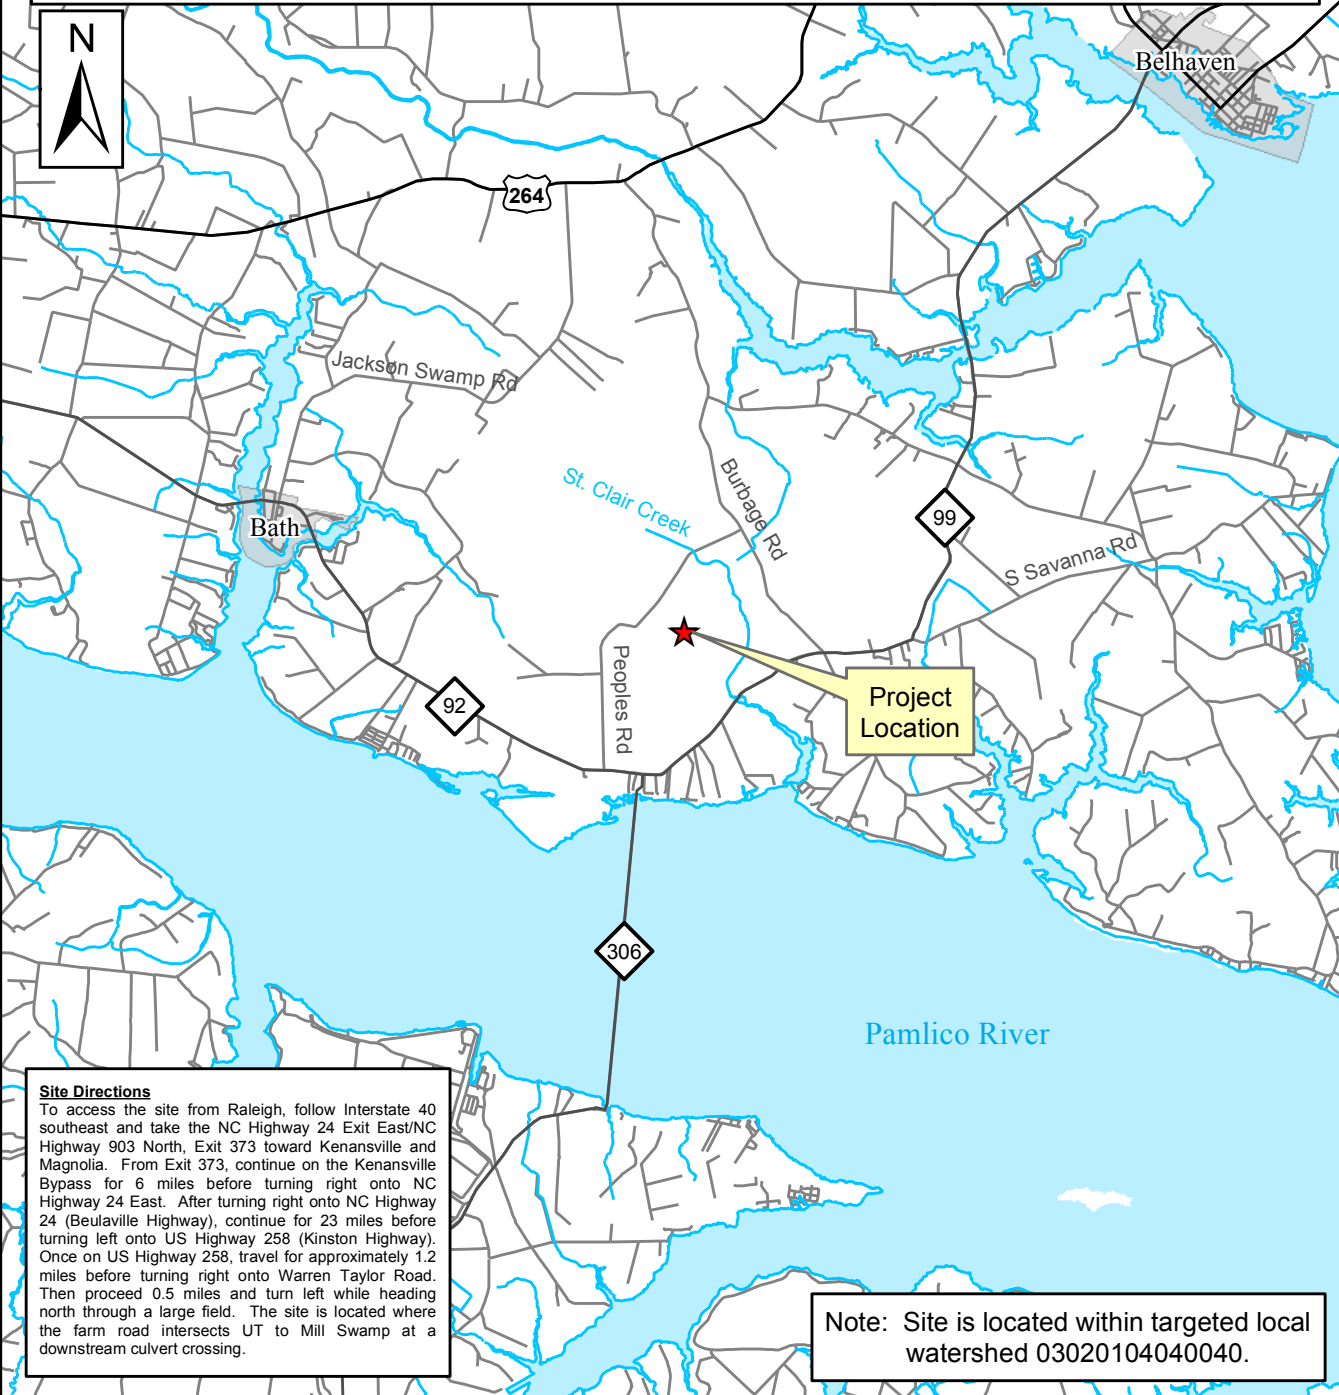 N
Belhaven
264
Jackson Swamp Rd
St. Clair Creek
Burbage Rd
99
Bath
S Savanna Rd
Peoples Rd
92
Project
Location
306
Pamlico River
Site Directions
To access the site from Raleigh, follow Interstate 40
southeast and take the NC Highway 24 Exit East/NC
Highway 903 North, Exit 373 toward Kenansville and
Magnolia. From Exit 373, continue on the Kenansville
Bypass for 6 miles before turning right onto NC
Highway 24 East. After turning right onto NC Highway
24 (Beulaville Highway), continue for 23 miles before
turning left onto US Highway 258 (Kinston Highway).
Once on US Highway 258, travel for approximately 1.2
miles before turning right onto Warren Taylor Road.
Then proceed 0.5 miles and turn left while heading
north through a large field. The site is located where
the farm road intersects UT to Mill Swamp at a
downstream culvert crossing.
Note: Site is located within targeted local
watershed 03020104040040.